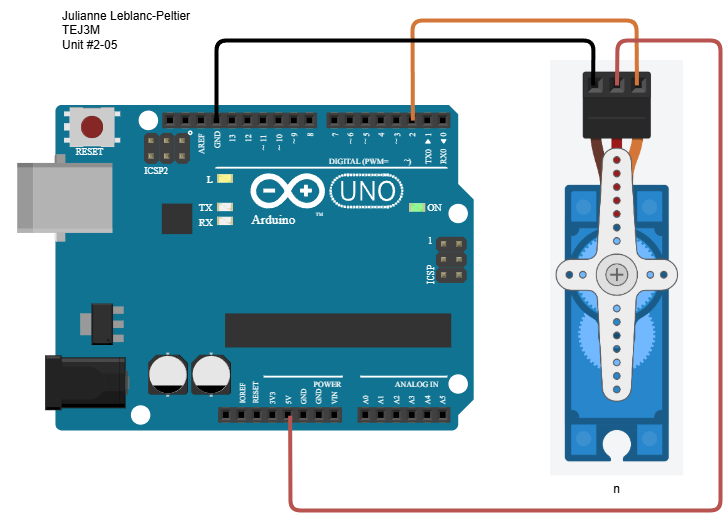 Julianne Leblanc-Peltier
TEJ3M
Unit #2-05
RESET
ICSP2
AREF
GND
13
12
~ 11
~ 10
~ 9
8
7
~ 6
~ 5
4
~ 3
2
TX0 ▶ 1
RX0 ◀ 0
DIGITAL (PWM= ~)
L
TX
RX
UNO
Arduino
™
ON
1
ICSP
IOREF
RESET
3V3
5V
GND
GND
VIN
POWER
ANALOG IN
A0
A1
A2
A3
A4
A5
n